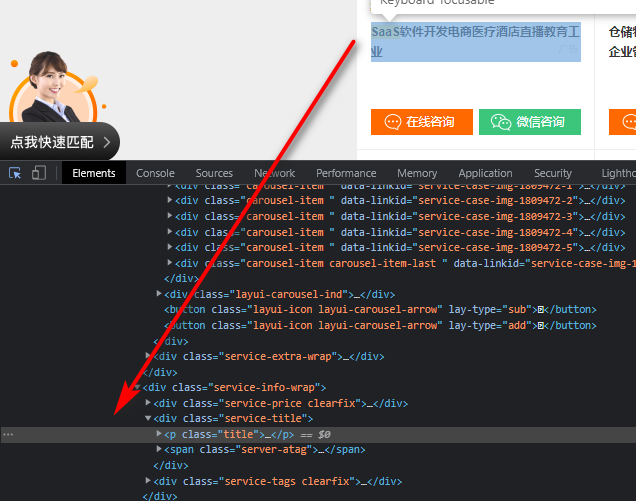 Keyboard-focusable
SaaS软件开发电商医疗酒店直播教育工
业
广告
仓储
企业管
在线咨询
微信咨询
点我快速匹配
Elements Console Sources Network Performance Memory Application Security Lightho
<div class="carousel-item " data-linkid="service-case-img-1809472-1 >…</div>
<div class="carousel-item " data-linkid="service-case-img-1809472-2">…</div>
<div class="carousel-item " data-linkid="service-case-img-1809472-3">…</div>
<div class="carousel-item " data-linkid="service-case-img-1809472-4">…</div>
<div class="carousel-item " data-linkid="service-case-img-1809472-5">…</div>
<div class="carousel-item carousel-item-last " data-linkid="service-case-img-1
</div>
<div class="layui-carousel-ind">…</div>
<button class="layui-icon layui-carousel-arrow" lay-type="sub"></button>
<button class="layui-icon layui-carousel-arrow" lay-type="add"></button>
</div>
<div class="service-extra-wrap">…</div>
</div>
<div class="service-info-wrap">
<div class="service-price clearfix">…</div>
<div class="service-title">
… <p class="title">…</p> == $0
<span class="server-atag">…</span>
</div>
<div class="service-tags clearfix">…</div>
</div>